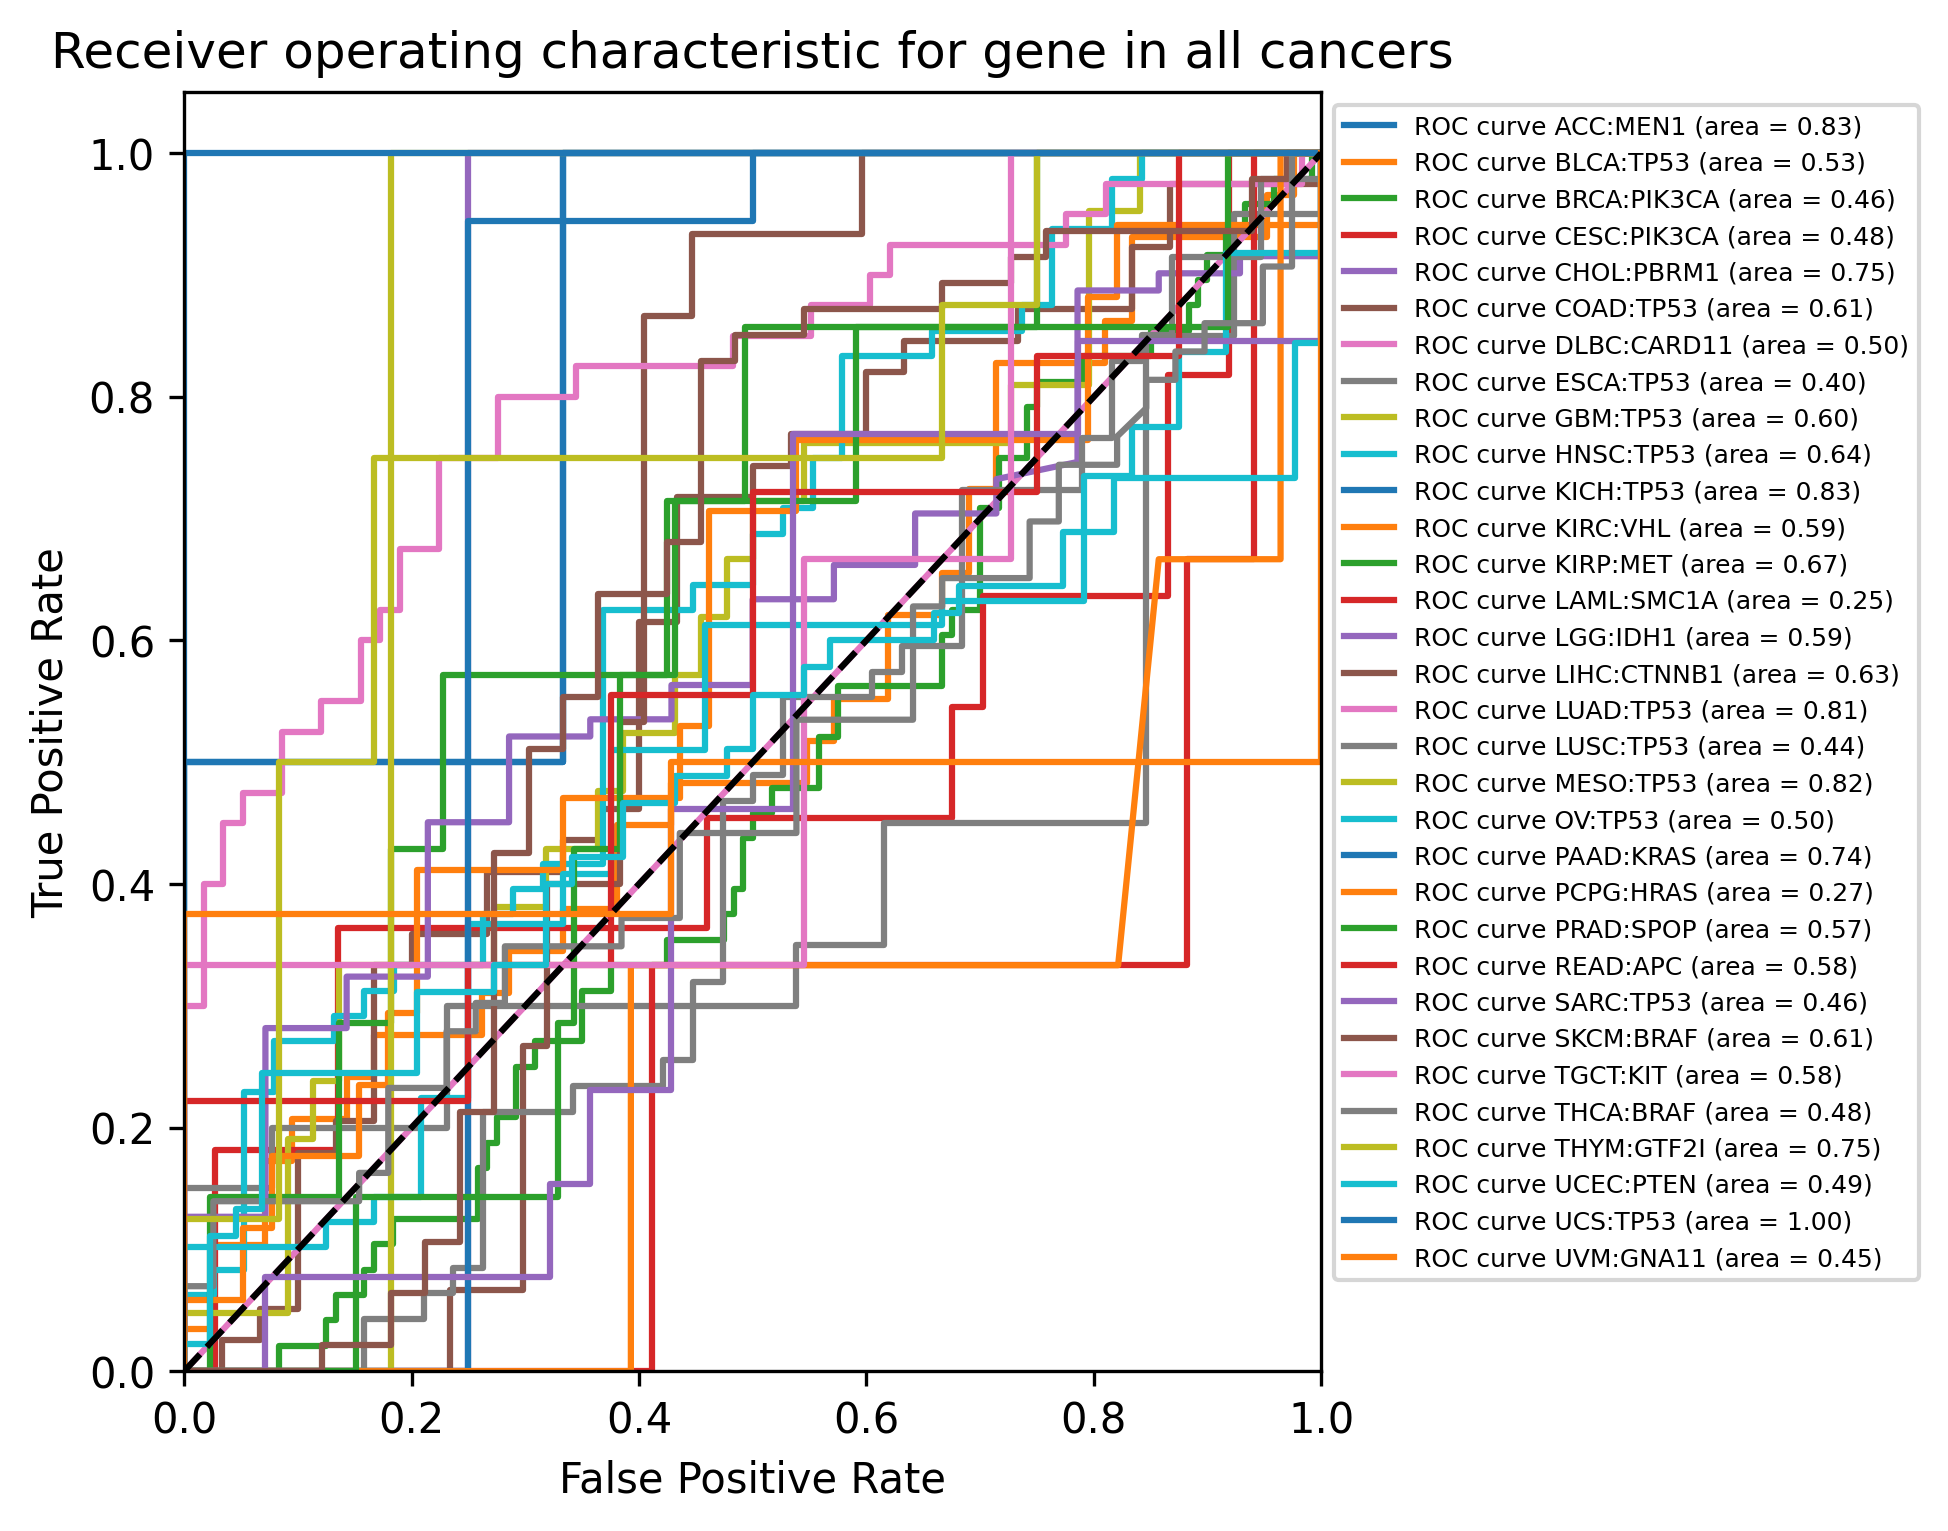 Receiver operating characteristic for gene in all cancers
True Positive Rate
1.0
0.8
0.6
0.4
0.2
0.0
0.0 0.2 0.4 0.6 0.8 1.0
False Positive Rate
ROC curve ACC:MEN1 (area = 0.83)
ROC curve BLCA:TP53 (area = 0.53)
ROC curve BRCA:PIK3CA (area = 0.46)
ROC curve CESC:PIK3CA (area = 0.48)
ROC curve CHOL:PBRM1 (area = 0.75)
ROC curve COAD:TP53 (area = 0.61)
ROC curve DLBC:CARD11 (area = 0.50)
ROC curve ESCA:TP53 (area = 0.40)
ROC curve GBM:TP53 (area = 0.60)
ROC curve HNSC:TP53 (area = 0.64)
ROC curve KICH:TP53 (area = 0.83)
ROC curve KIRC:VHL (area = 0.59)
ROC curve KIRP:MET (area = 0.67)
ROC curve LAML:SMC1A (area = 0.25)
ROC curve LGG:IDH1 (area = 0.59)
ROC curve LIHC:CTNNB1 (area = 0.63)
ROC curve LUAD:TP53 (area = 0.81)
ROC curve LUSC:TP53 (area = 0.44)
ROC curve MESO:TP53 (area = 0.82)
ROC curve OV:TP53 (area = 0.50)
ROC curve PAAD:KRAS (area = 0.74)
ROC curve PCPG:HRAS (area = 0.27)
ROC curve PRAD:SPOP (area = 0.57)
ROC curve READ:APC (area = 0.58)
ROC curve SARC:TP53 (area = 0.46)
ROC curve SKCM:BRAF (area = 0.61)
ROC curve TGCT:KIT (area = 0.58)
ROC curve THCA:BRAF (area = 0.48)
ROC curve THYM:GTF2I (area = 0.75)
ROC curve UCEC:PTEN (area = 0.49)
ROC curve UCS:TP53 (area = 1.00)
ROC curve UVM:GNA11 (area = 0.45)